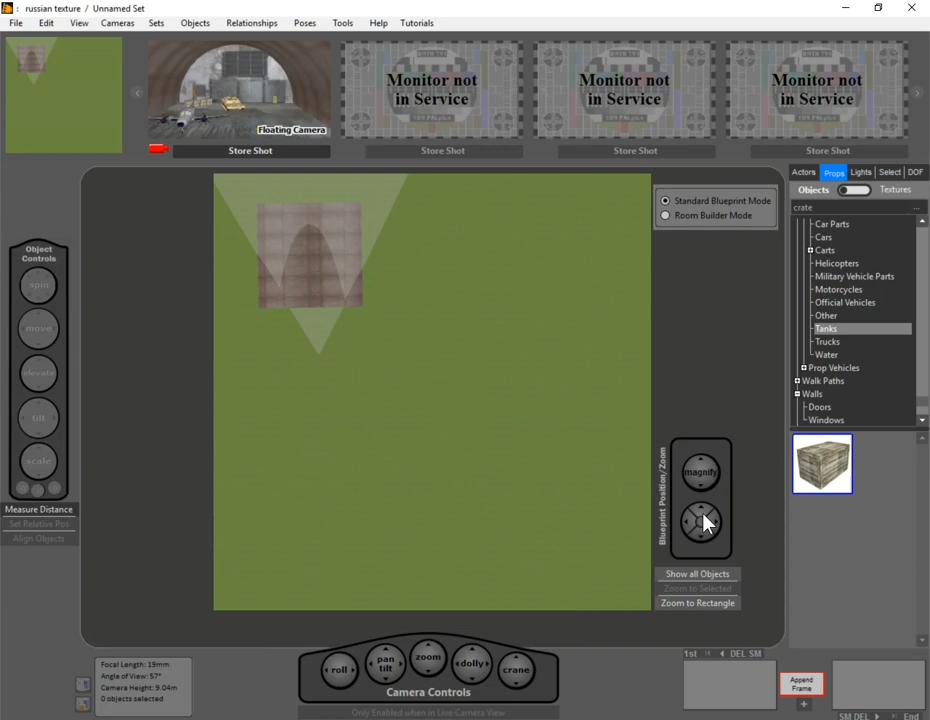 : russian texture / Unnamed Set
File Edit View Cameras Sets Objects Relationships Poses Tools Help Tutorials
Floating Camera
Monitor not
in Service
Monitor not
in Service
Monitor not
in Service
Store Shot Store Shot Store Shot Store Shot
Actors Props Lights Select DOF
Objects Textures
crate ...
Standard Blueprint Mode
Room Builder Mode
Car Parts
Cars
Carts
Helicopters
Military Vehicle Parts
Motorcycles
Official Vehicles
Other
Tanks
Trucks
Water
Prop Vehicles
Walk Paths
Walls
Doors
Windows
Object
Controls
spin
move
elevate
tilt
scale
Measure Distance
Set Relative Pos
Align Objects
Blueprint Position/Zoom
magnify
Show all Objects
Zoom to Selected
Zoom to Rectangle
Focal Length: 19mm
Angle of View: 57°
Camera Height: 9.04m
0 objects selected
roll
pan
tilt
zoom
dolly
crane
Camera Controls
Only Enabled when in Live Camera View
1st DEL SM
Append
Frame
SM DEL End